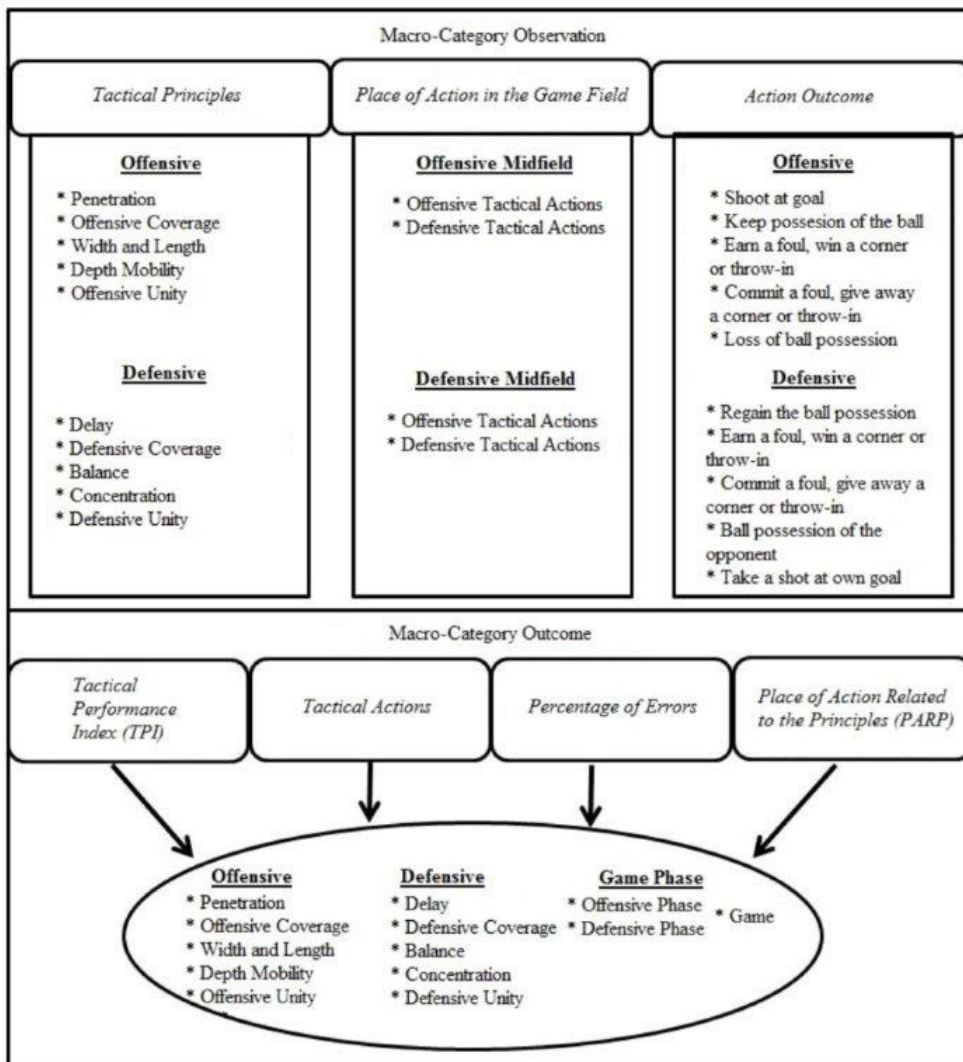 Macro-Category Observation
Tactical Principles
Place of Action in the Game Field
Action Outcome
Offensive
* Penetration
* Offensive Coverage
* Width and Length
* Depth Mobility
* Offensive Unity
Defensive
* Delay
* Defensive Coverage
* Balance
* Concentration
* Defensive Unity
Offensive Midfield
* Offensive Tactical Actions
* Defensive Tactical Actions
Defensive Midfield
* Offensive Tactical Actions
* Defensive Tactical Actions
Offensive
* Shoot at goal
* Keep possesion of the ball
* Earn a foul, win a corner
or throw-in
* Commit a foul, give away
a corner or throw-in
* Loss of ball possession
Defensive
* Regain the ball possession
* Earn a foul, win a corner or
throw-in
* Commit a foul, give away a
corner or throw-in
* Ball possession of the
opponent
* Take a shot at own goal
Macro-Category Outcome
Tactical
Performance
Index (TPI)
Tactical Actions
Percentage of Errors
Place of Action Related
to the Principles (PARP)
Offensive
* Penetration
* Offensive Coverage
* Width and Length
* Depth Mobility
* Offensive Unity
Defensive
* Delay
* Defensive Coverage
* Balance
* Concentration
* Defensive Unity
Game Phase
* Offensive Phase
* Defensive Phase
* Game